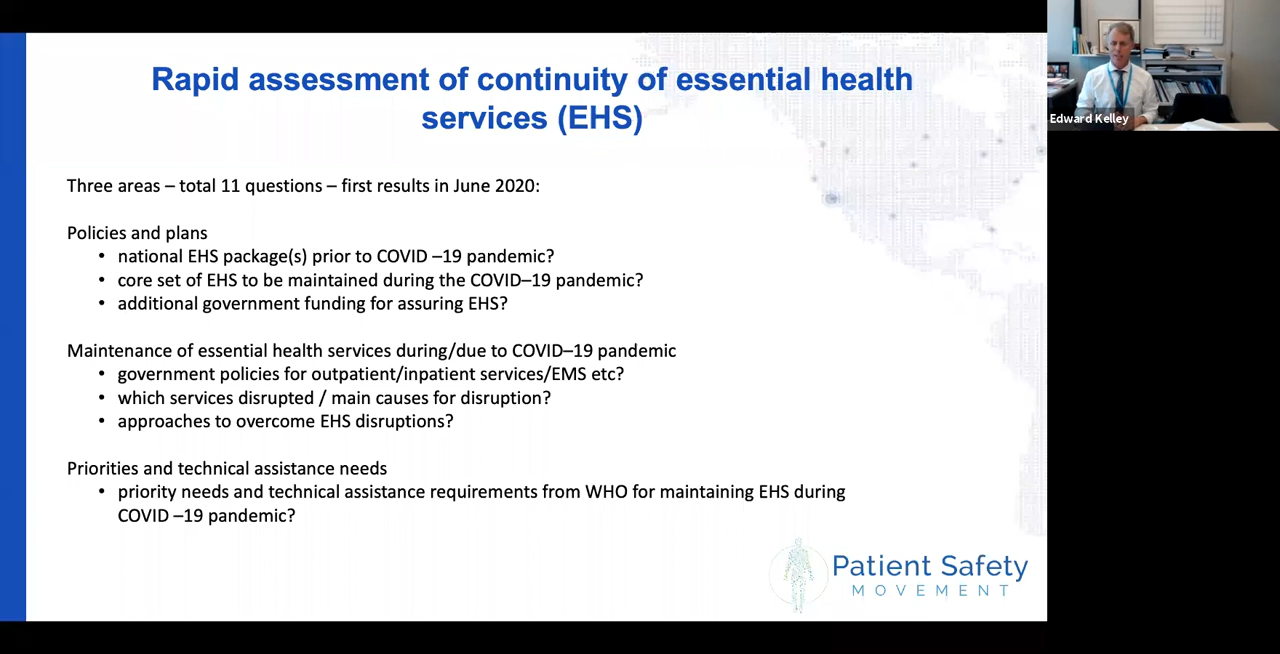 Rapid assessment of continuity of essential health
services (EHS)
Edward Kelley
Three areas – total 11 questions – first results in June 2020:
Policies and plans
• national EHS package(s) prior to COVID –19 pandemic?
• core set of EHS to be maintained during the COVID–19 pandemic?
• additional government funding for assuring EHS?
Maintenance of essential health services during/due to COVID–19 pandemic
• government policies for outpatient/inpatient services/EMS etc?
• which services disrupted / main causes for disruption?
• approaches to overcome EHS disruptions?
Priorities and technical assistance needs
• priority needs and technical assistance requirements from WHO for maintaining EHS during
COVID –19 pandemic?
Patient Safety
MOVEMENT